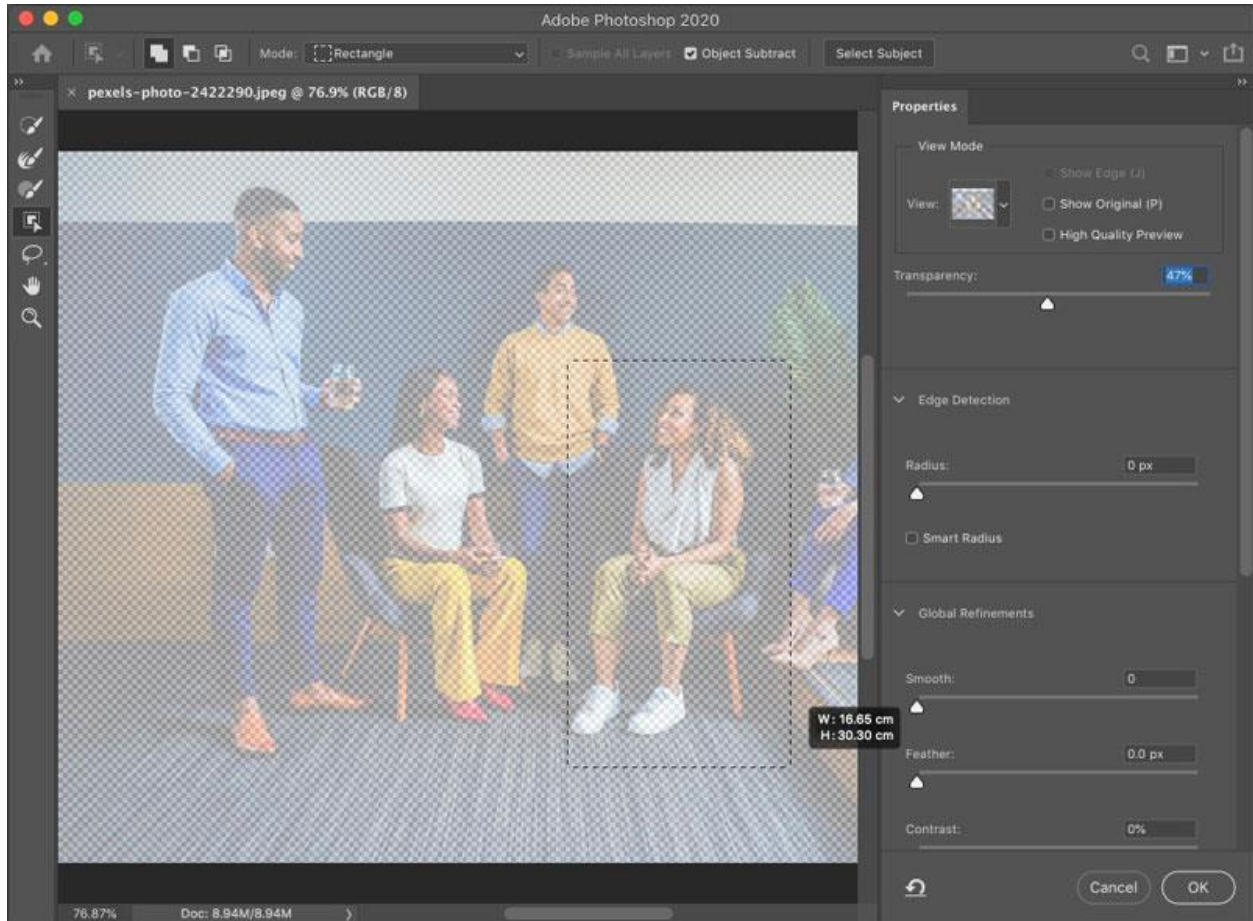 Adobe Photoshop 2020
Mode: Rectangle Sample All Layers Object Subtract Select Subject
× pexels-photo-2422290.jpeg @ 76.9% (RGB/8)
Properties
View Mode
Show Edge (J)
View: Show Original (P)
High Quality Preview
Transparency: 47%
Edge Detection
Radius: 0 px
Smart Radius
Global Refinements
Smooth: 0
W: 16.65 cm
H: 30.30 cm
Feather: 0.0 px
Contrast: 0%
Cancel OK
76.87% Doc: 8.94M/8.94M